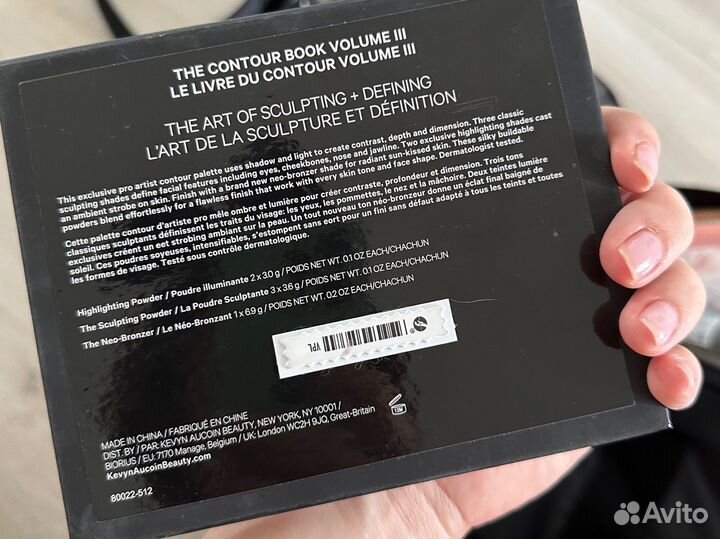 THE CONTOUR BOOK VOLUME III
LE LIVRE DU CONTOUR VOLUME III
THE ART OF SCULPTING + DEFINING
L'ART DE LA SCULPTURE ET DÉFINITION
This exclusive pro artist contour palette uses shadow and light to create contrast, depth and dimension. Three classic
sculpting shades define facial features including eyes, cheekbones, nose and jawline. Two exclusive highlighting shades cast
an ambient strobe on skin. Finish with a brand new neo-bronzer shade for radiant sun-kissed skin. These silky buildable
powders blend effortlessly for a flawless finish that work with every skin tone and face shape. Dermatologist tested.
Cette palette contour d'artiste pro mêle ombre et lumière pour créer contraste, profondeur et dimension. Trois tons
classiques sculptants définissent les traits du visage: les yeux, les pommettes, le nez et la mâchoire. Deux teintes lumière
exclusives créent un eet strobing ambiant sur la peau. Un tout nouveau ton néo-bronzeur donne un éclat final baigné de
soleil. Ces poudres soyeuses, intensifiables, s'estompent sans eort pour un fini sans défaut adapté à tous les teints et toutes
les formes de visage. Testé sous contrôle dermatologique.
Highlighting Powder / Poudre illuminante 2 x 3.0 g / POIDS NET WT. 0.1 OZ EACH/CHACHUN
The Sculpting Powder / La Poudre Sculptante 3 x 3.6 g / POIDS NET WT. 0.1 OZ EACH/CHACHUN
The Neo-Bronzer / Le Néo-Bronzant 1 x 6.9 g / POIDS NET WT. 0.2 OZ EACH/CHACHUN
YPL
12M
MADE IN CHINA / FABRIQUÉ EN CHINE
DIST. BY / PAR: KEVYN AUCOIN BEAUTY, NEW YORK, NY 10001 /
BIORIUS / EU: 7170 Manage, Belgium / UK: London WC2H 9JQ, Great-Britain
KevynAucoinBeauty.com
80022-512
Avito